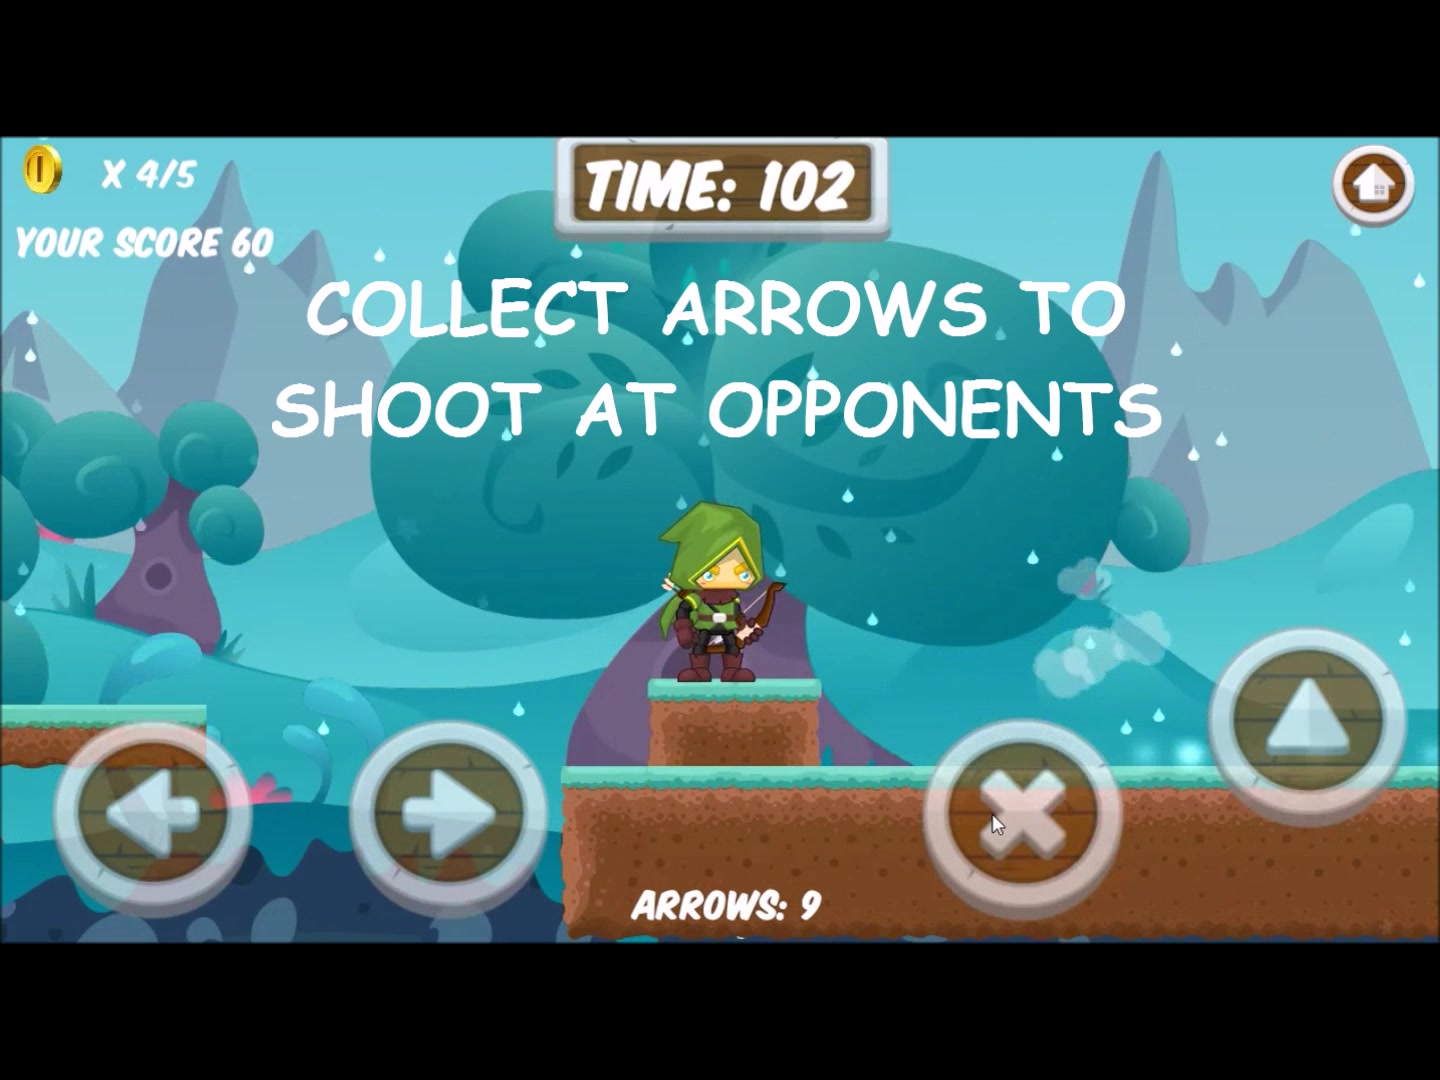 X 4/5
TIME: 102
YOUR SCORE 60
COLLECT ARROWS TO
SHOOT AT OPPONENTS
ARROWS: 9